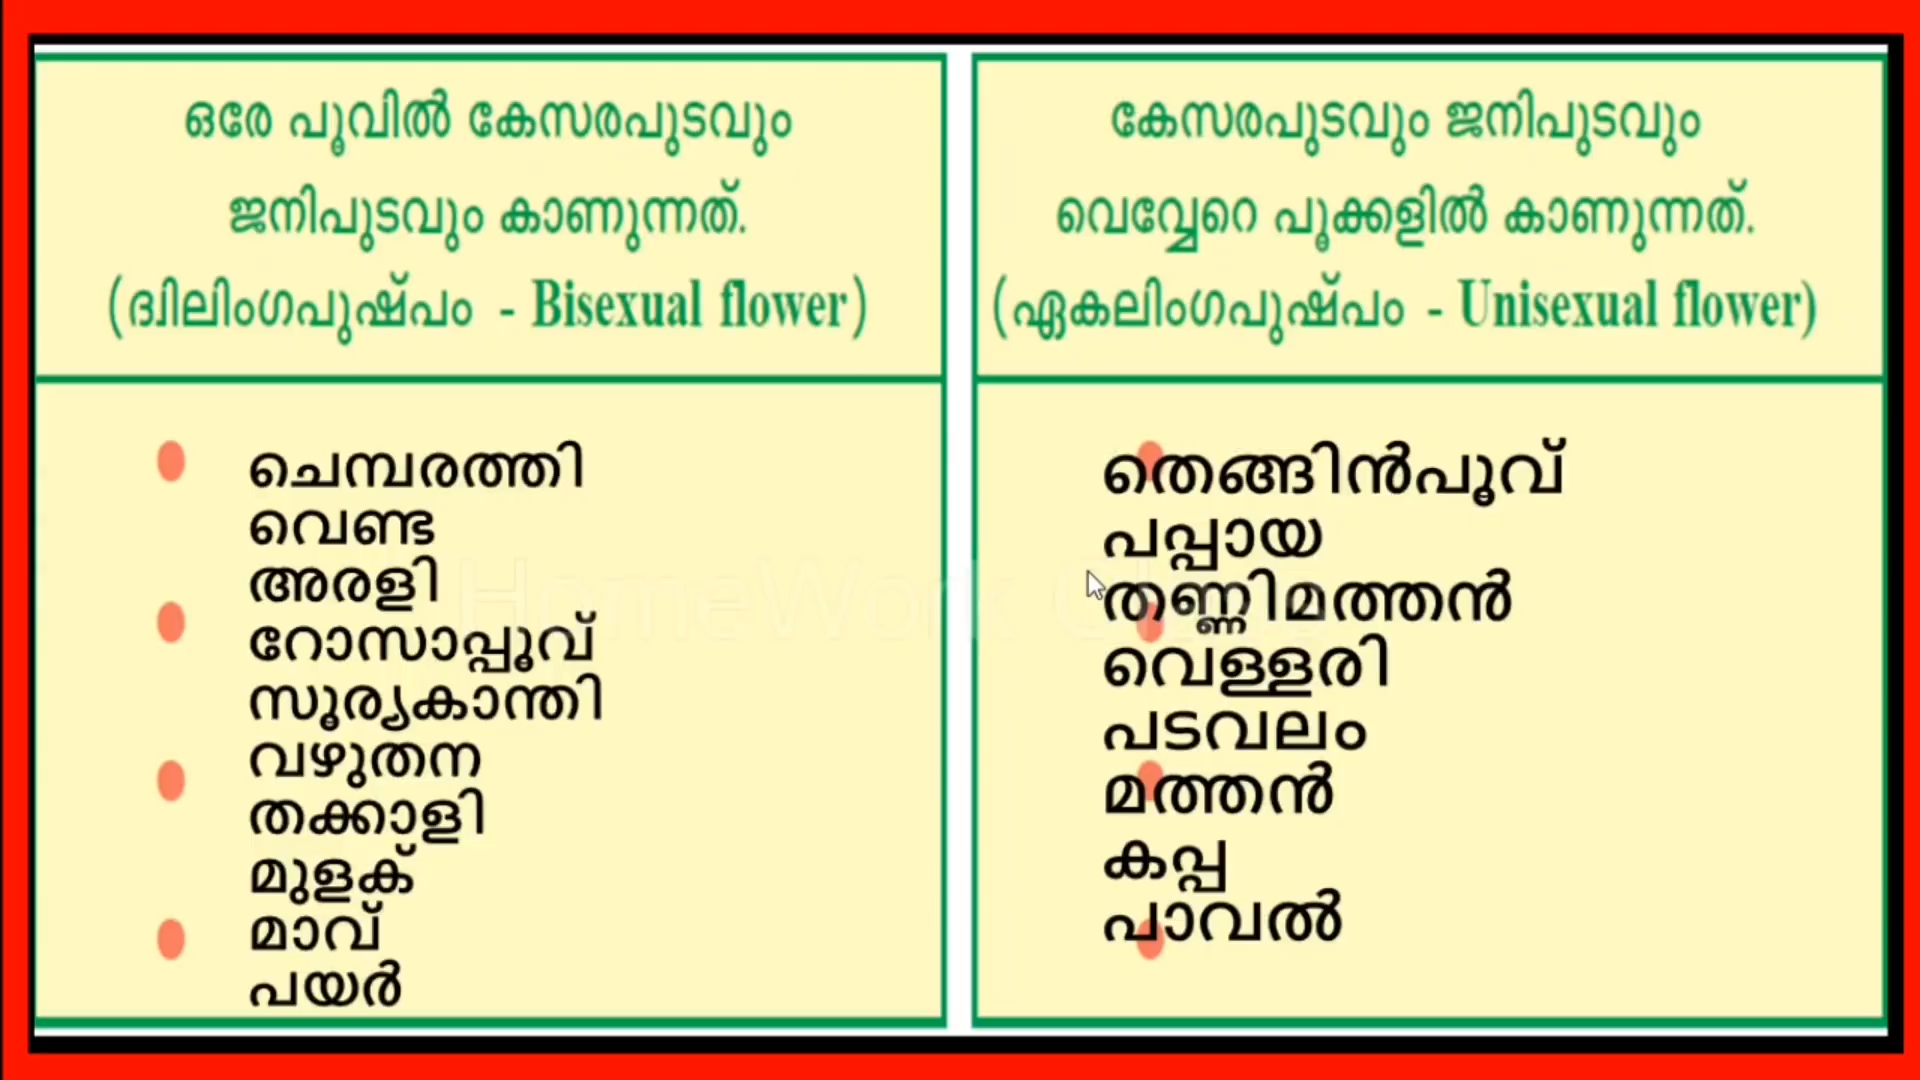 ഒരേ പൂവിൽ കേസരപുടവും
ജനിപുടവും കാണുന്നത്.
(ദ്വിലിംഗപുഷ്പം - Bisexual flower)
ചെമ്പരത്തി
വെണ്ട
അരളി
റോസാപ്പൂവ്
സൂര്യകാന്തി
വഴുതന
തക്കാളി
മുളക്
മാവ്
പയർ
കേസരപുടവും ജനിപുടവും
വെവ്വേറെ പൂക്കളിൽ കാണുന്നത്.
(ഏകലിംഗപുഷ്പം - Unisexual flower)
തെങ്ങിൻപൂവ്
പപ്പായ
തണ്ണിമത്തൻ
വെള്ളരി
പടവലം
മത്തൻ
കപ്പ
പാവൽ
HomeWork